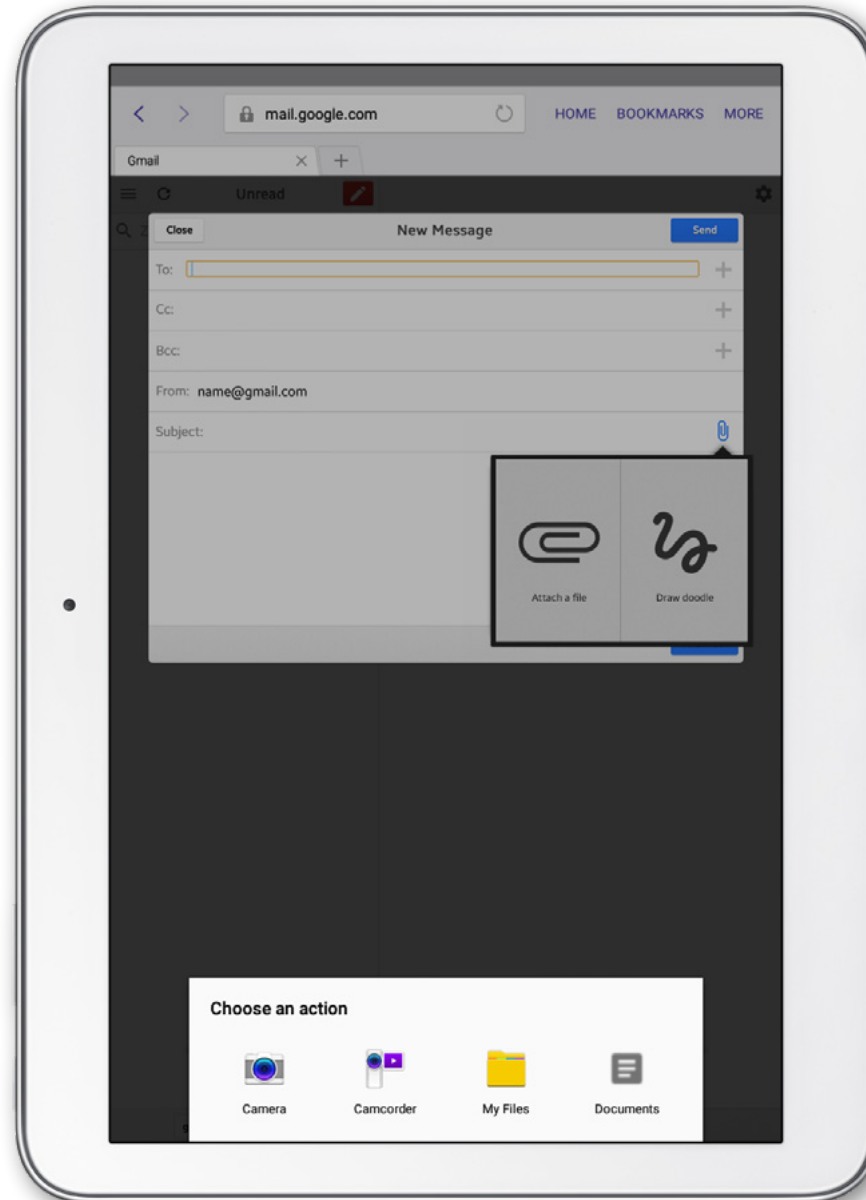 mail.google.com HOME BOOKMARKS MORE
Gmail
Unread
Close New Message Send
To:
Cc:
Bcc:
From: name@gmail.com
Subject:
Attach a file Draw doodle
Choose an action
Camera Camcorder My Files Documents